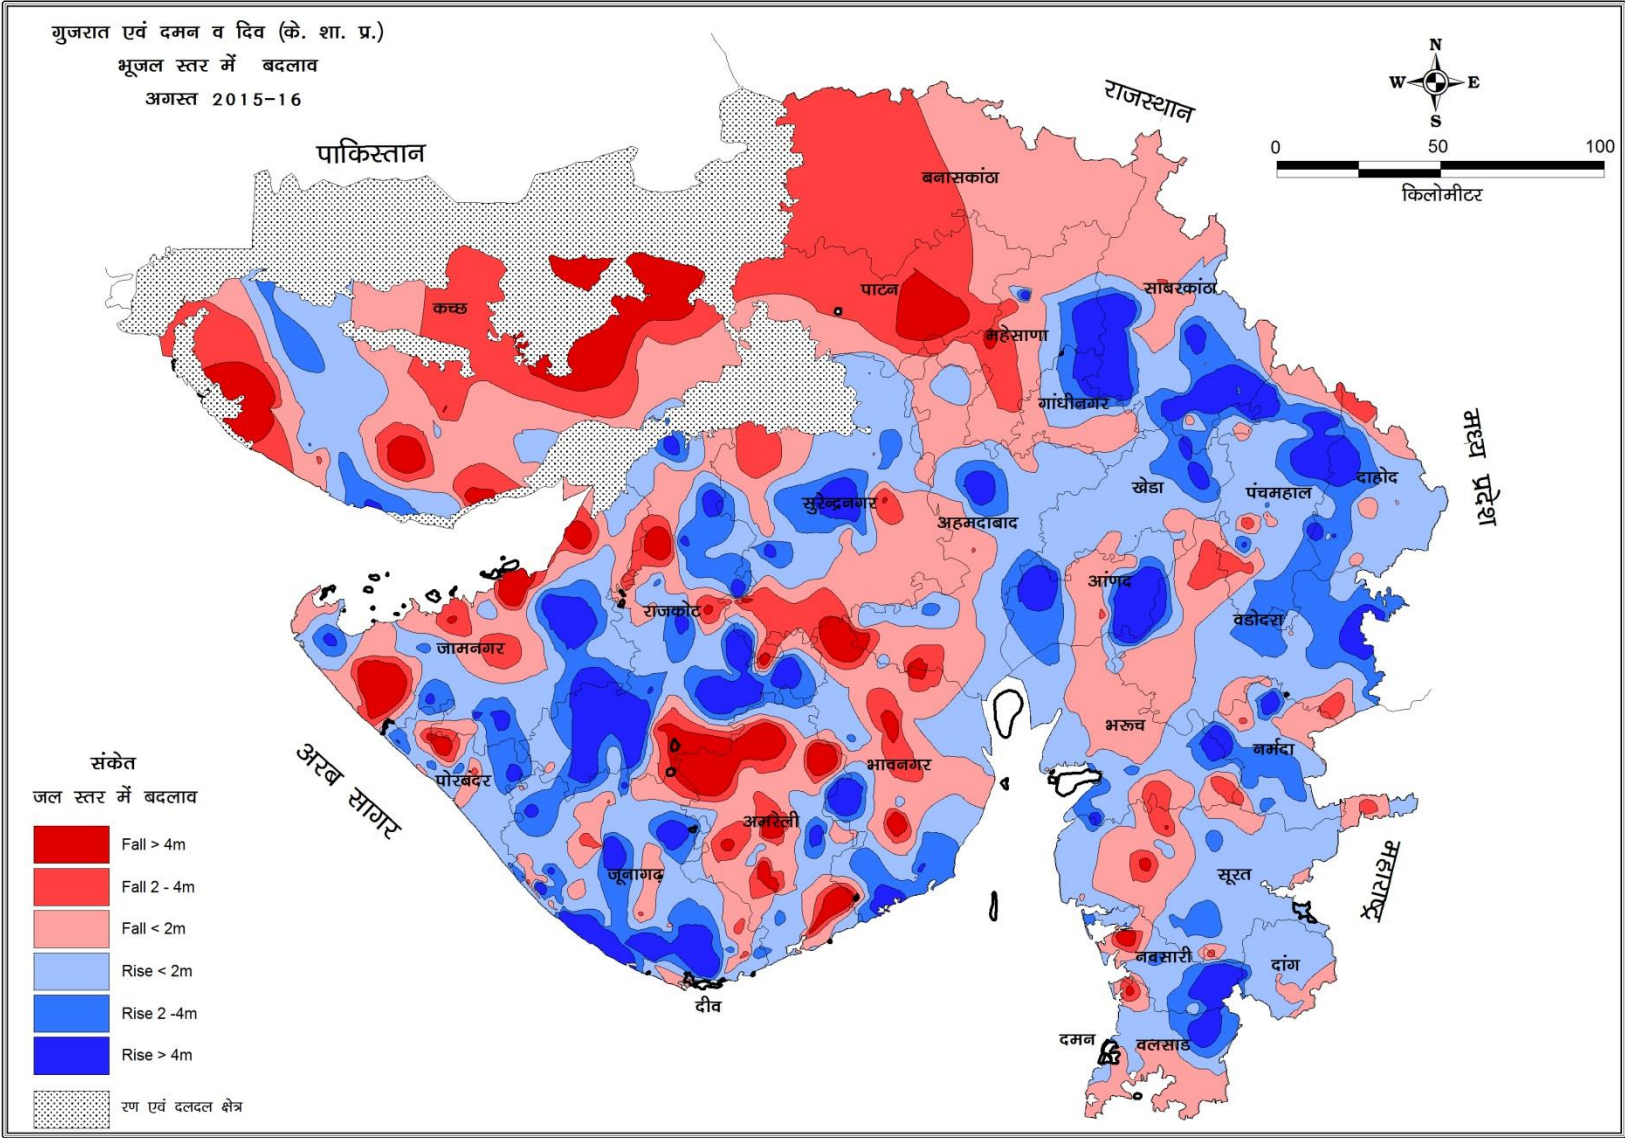 गुजरात एवं दमन व दिव (के. शा. प्र.)
भूजल स्तर में बदलाव
अगस्त 2015-16
N
W E
S
राजस्थान
0 50 100
किलोमीटर
पाकिस्तान
बनासकांठा
पाटन
साबरकांठा
कच्छ
महेसाणा
गांधीनगर
मध्य प्रदेश
दाहोद
खेडा
पंचमहाल
सुरेन्द्रनगर
अहमदाबाद
आंणद
राजकोट
वडोदरा
जामनगर
भरूच
नर्मदा
अरब सागर
भावनगर
पोरबंदर
अमरेली
जूनागढ
सूरत
महाराष्ट्र
नवसारी
दांग
दीव
दमन
वलसाड
संकेत
जल स्तर में बदलाव
Fall > 4m
Fall 2 - 4m
Fall < 2m
Rise < 2m
Rise 2 -4m
Rise > 4m
रण एवं दलदल क्षेत्र